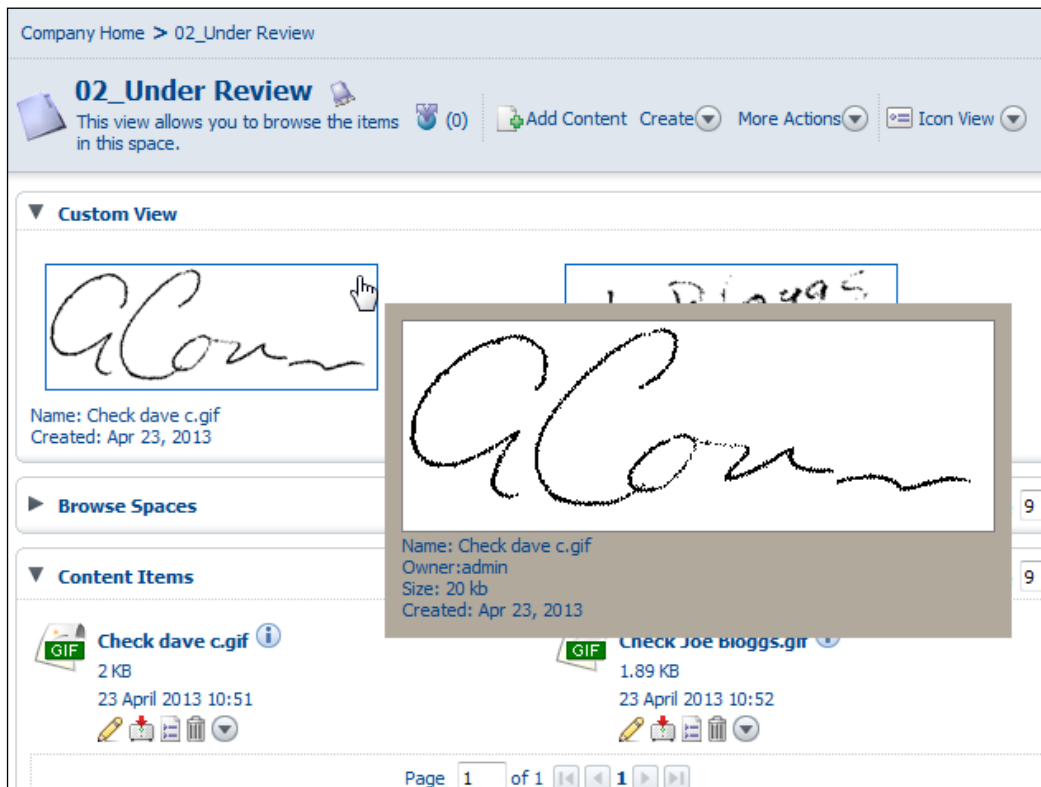 Company Home > 02_Under Review
02_Under Review
This view allows you to browse the items
in this space.
(0)
Add Content Create More Actions Icon View
Custom View
Bloggs
Name: Check dave c.gif
Created: Apr 23, 2013
Name: Check dave c.gif
Owner:admin
Size: 20 kb
Created: Apr 23, 2013
Browse Spaces 9
Content Items 9
GIF Check dave c.gif
2 KB
23 April 2013 10:51
GIF Check Joe Bloggs.gif
1.89 KB
23 April 2013 10:52
Page 1 of 1 1